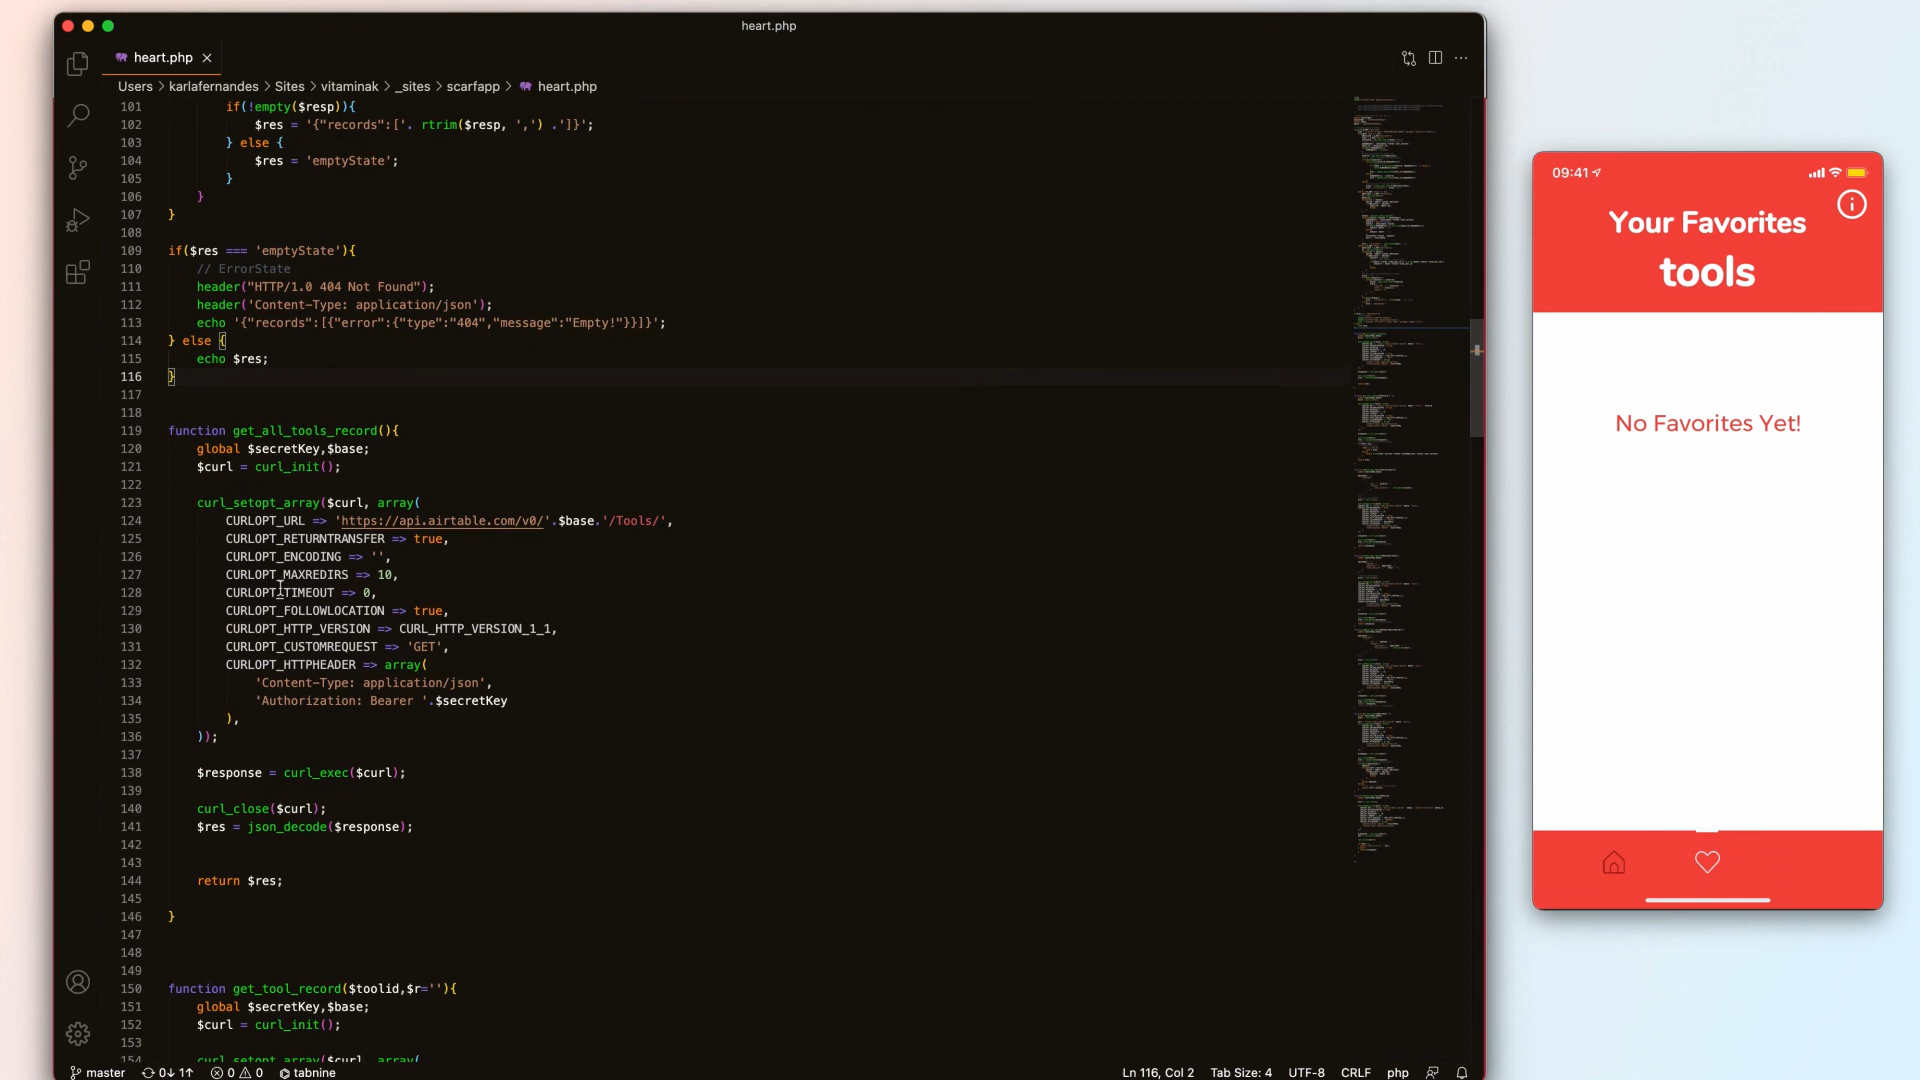 heart.php
heart.php
Users > karlafernandes > Sites > vitaminak > _sites > scarfapp > heart.php
101 if(!empty($resp)){
102 $res = '{"records":['. rtrim($resp, ',') .']}';
103 } else {
104 $res = 'emptyState';
105 }
106 }
107 }
108
109 if($res === 'emptyState'){
110 // ErrorState
111 header("HTTP/1.0 404 Not Found");
112 header('Content-Type: application/json');
113 echo '{"records":[{"error":{"type":"404","message":"Empty!"}}]}';
114 } else {
115 echo $res;
116 }
117
118
119 function get_all_tools_record(){
120 global $secretKey,$base;
121 $curl = curl_init();
122
123 curl_setopt_array($curl, array(
124 CURLOPT_URL => 'https://api.airtable.com/v0/'.$base.'/Tools/',
125 CURLOPT_RETURNTRANSFER => true,
126 CURLOPT_ENCODING => '',
127 CURLOPT_MAXREDIRS => 10,
128 CURLOPT_TIMEOUT => 0,
129 CURLOPT_FOLLOWLOCATION => true,
130 CURLOPT_HTTP_VERSION => CURL_HTTP_VERSION_1_1,
131 CURLOPT_CUSTOMREQUEST => 'GET',
132 CURLOPT_HTTPHEADER => array(
133 'Content-Type: application/json',
134 'Authorization: Bearer '.$secretKey
135 ),
136 ));
137
138 $response = curl_exec($curl);
139
140 curl_close($curl);
141 $res = json_decode($response);
142
143
144 return $res;
145
146 }
147
148
149
150 function get_tool_record($toolid,$r=''){
151 global $secretKey,$base;
152 $curl = curl_init();
153
154 curl_setopt_array($curl, array(
master 0↓ 1↑ 0 0 tabnine
Ln 116, Col 2 Tab Size: 4 UTF-8 CRLF php
09:41
Your Favorites
tools
No Favorites Yet!